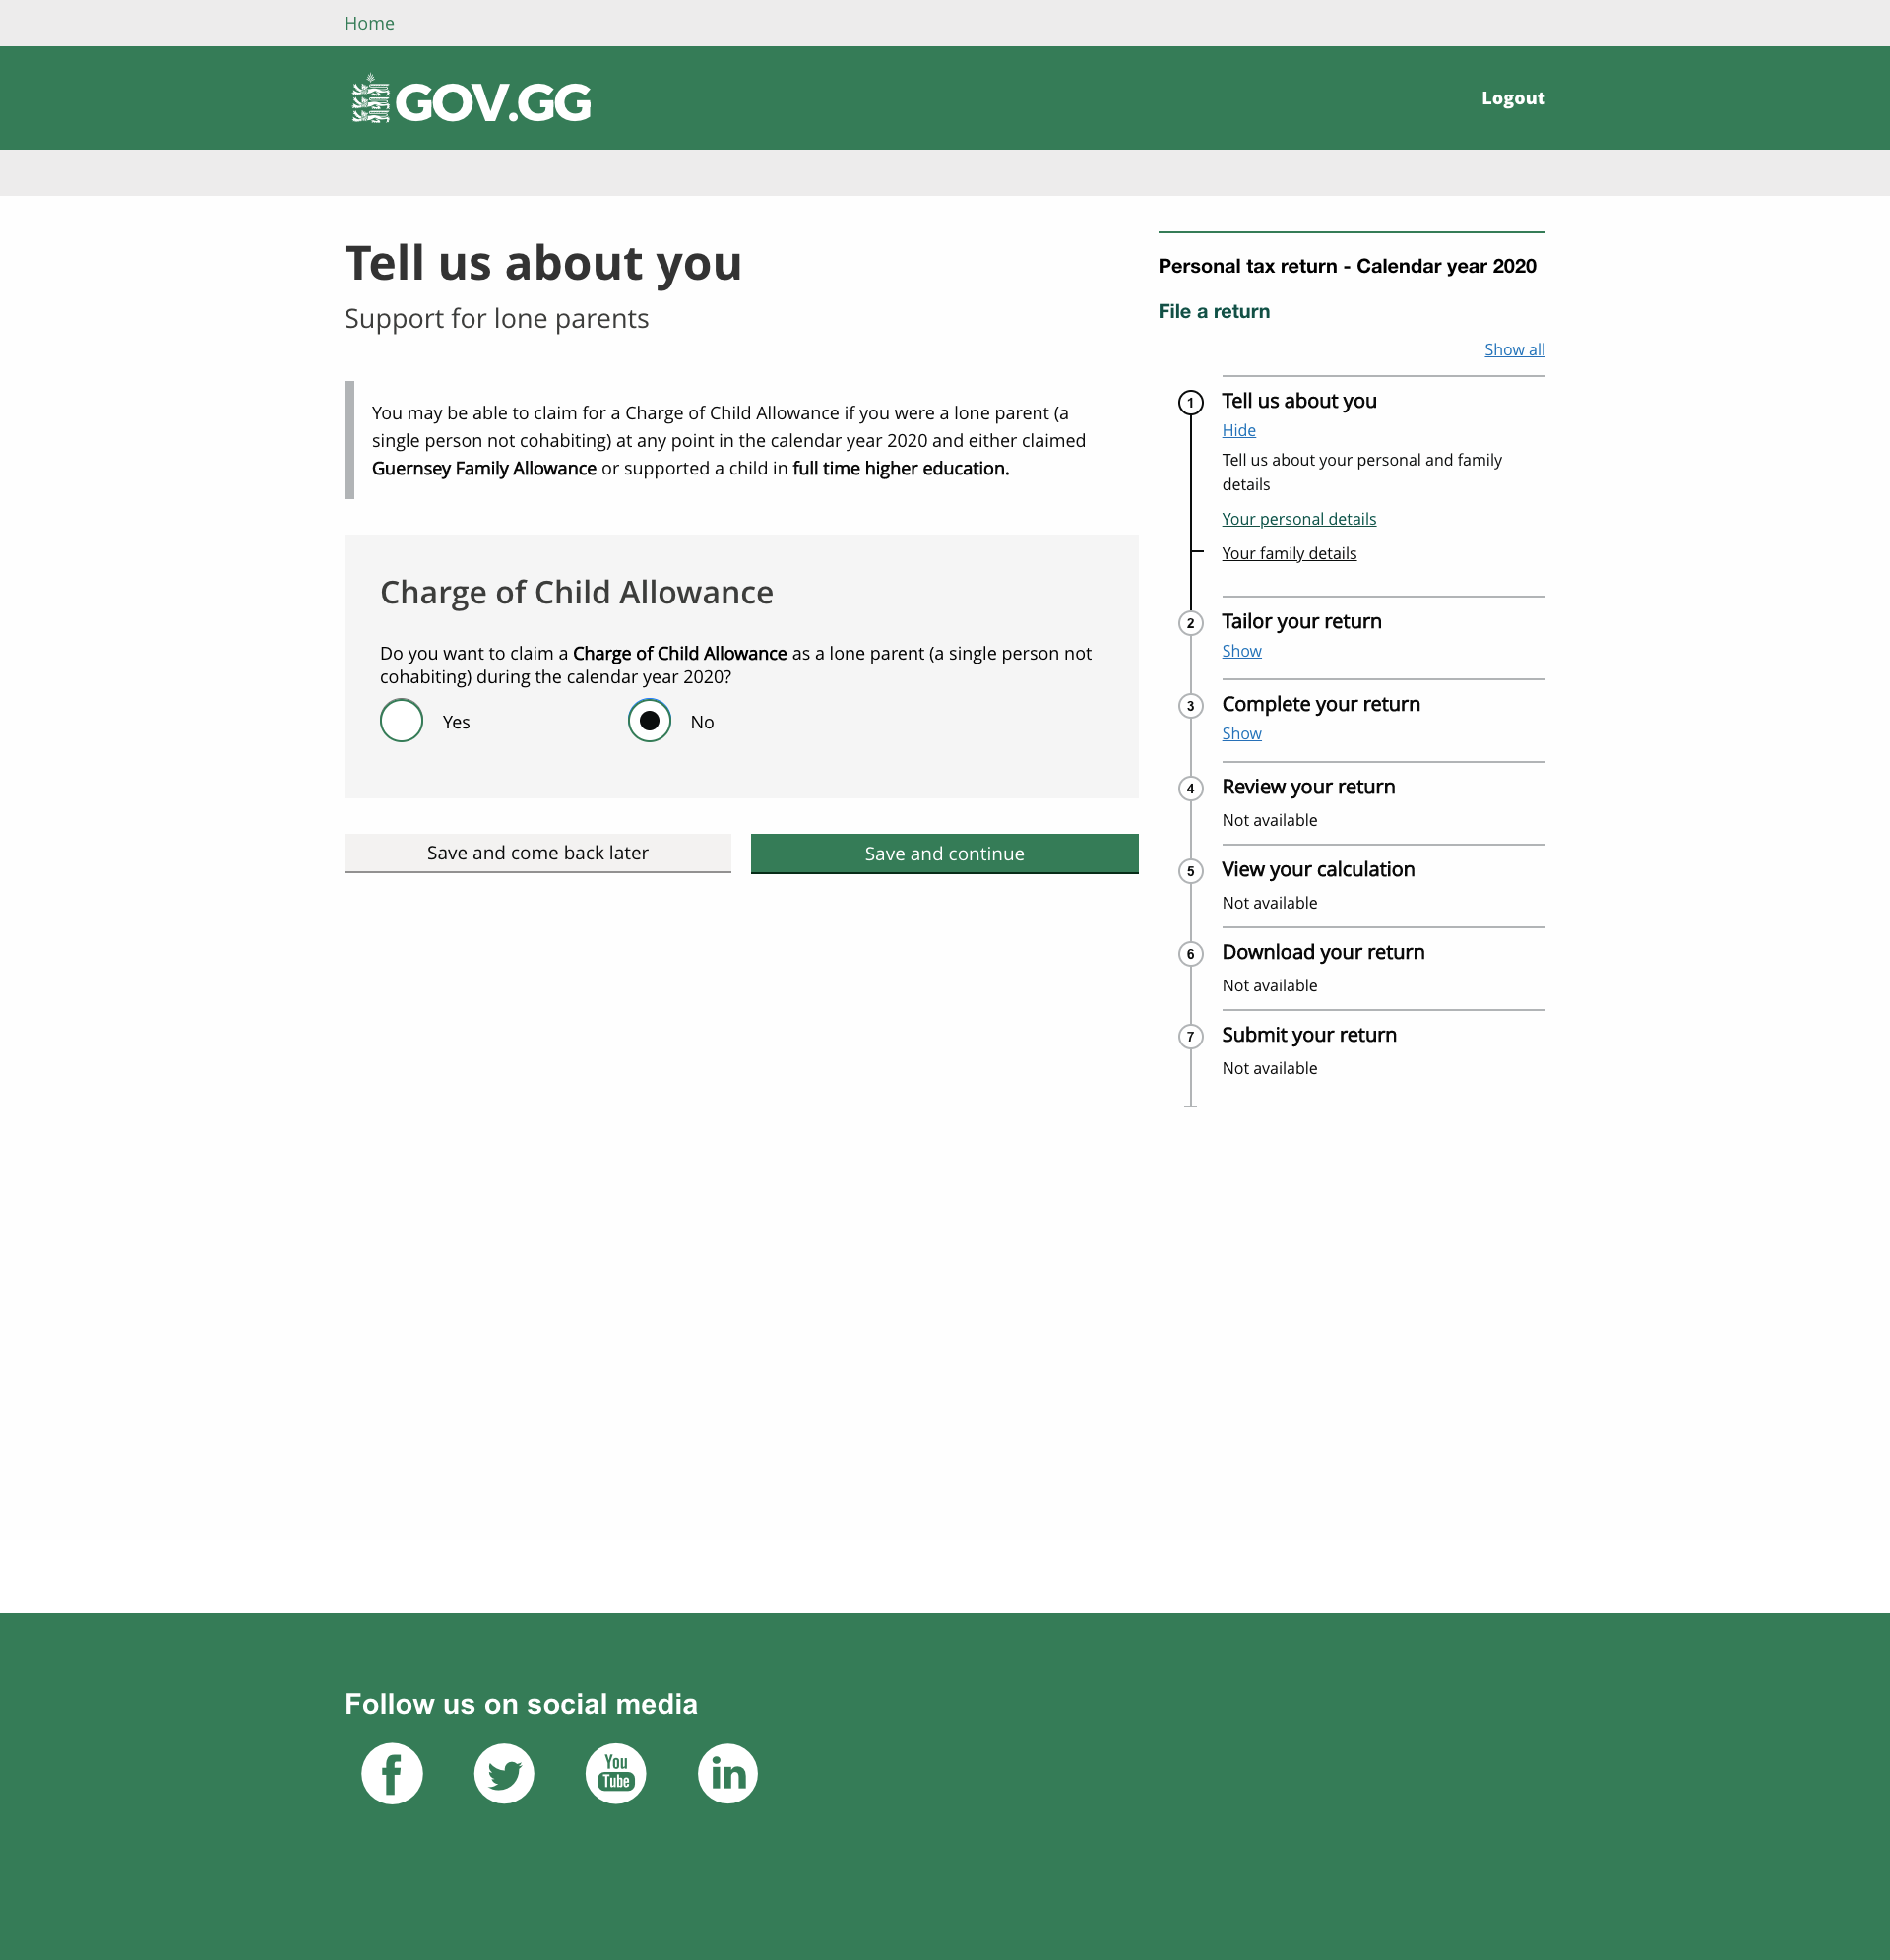 Home
GOV.GG
Logout
Tell us about you
Support for lone parents
You may be able to claim for a Charge of Child Allowance if you were a lone parent (a
single person not cohabiting) at any point in the calendar year 2020 and either claimed
Guernsey Family Allowance or supported a child in full time higher education.
Charge of Child Allowance
Do you want to claim a Charge of Child Allowance as a lone parent (a single person not
cohabiting) during the calendar year 2020?
Yes
No
Save and come back later
Save and continue
Personal tax return - Calendar year 2020
File a return
Show all
1
Tell us about you
Hide
Tell us about your personal and family
details
Your personal details
Your family details
2
Tailor your return
Show
3
Complete your return
Show
4
Review your return
Not available
5
View your calculation
Not available
6
Download your return
Not available
7
Submit your return
Not available
Follow us on social media
f
You
Tube
in